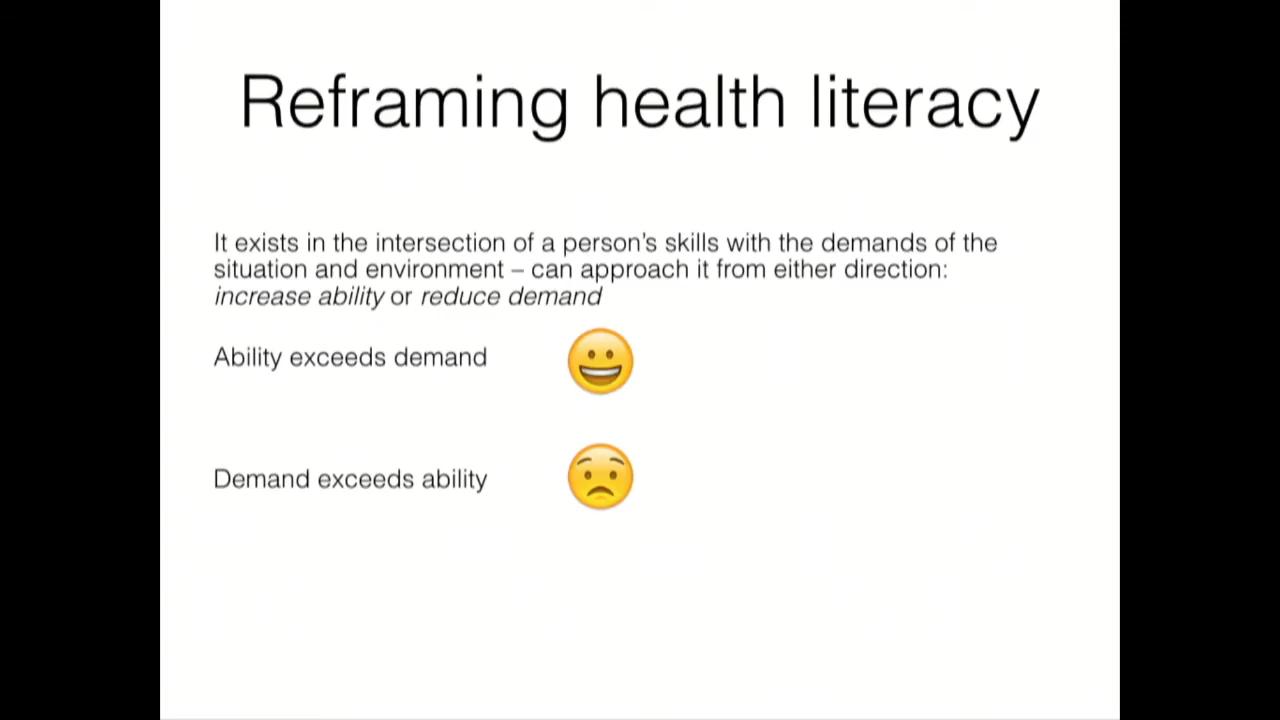 Reframing health literacy
It exists in the intersection of a person’s skills with the demands of the
situation and environment – can approach it from either direction:
increase ability or reduce demand
Ability exceeds demand
Demand exceeds ability